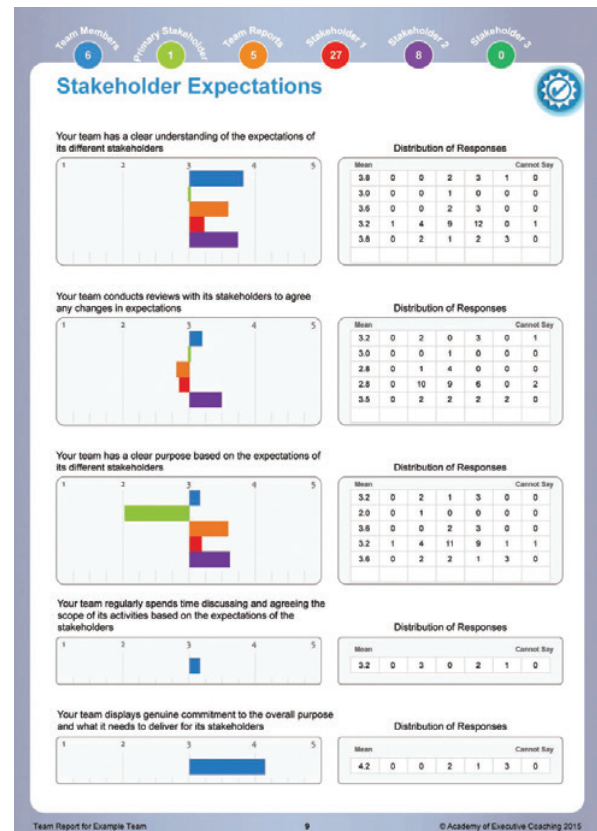 Team Members
Primary Stakeholder
Team Reports
Stakeholder 1
Stakeholder 2
Stakeholder 3
6
1
5
27
8
0
Stakeholder Expectations
Your team has a clear understanding of the expectations of
its different stakeholders
Distribution of Responses
1 2 3 4 5
Mean Cannot Say
3.8 0 0 2 3 1 0
3.0 0 0 1 0 0 0
3.6 0 0 2 3 0 0
3.2 1 4 9 12 0 1
3.8 0 2 1 2 3 0
Your team conducts reviews with its stakeholders to agree
any changes in expectations
Distribution of Responses
1 2 3 4 5
Mean Cannot Say
3.2 0 2 0 3 0 1
3.0 0 0 1 0 0 0
2.8 0 1 4 0 0 0
2.8 0 10 9 6 0 2
3.5 0 2 2 2 2 0
Your team has a clear purpose based on the expectations of
its different stakeholders
Distribution of Responses
1 2 3 4 5
Mean Cannot Say
3.2 0 2 1 3 0 0
2.0 0 1 0 0 0 0
3.6 0 0 2 3 0 0
3.2 1 4 11 9 1 1
3.6 0 2 2 1 3 0
Your team regularly spends time discussing and agreeing the
scope of its activities based on the expectations of the
stakeholders
Distribution of Responses
1 2 3 4 5
Mean Cannot Say
3.2 0 3 0 2 1 0
Your team displays genuine commitment to the overall purpose
and what it needs to deliver for its stakeholders
Distribution of Responses
1 2 3 4 5
Mean Cannot Say
4.2 0 0 2 1 3 0
Team Report for Example Team 9 © Academy of Executive Coaching 2015